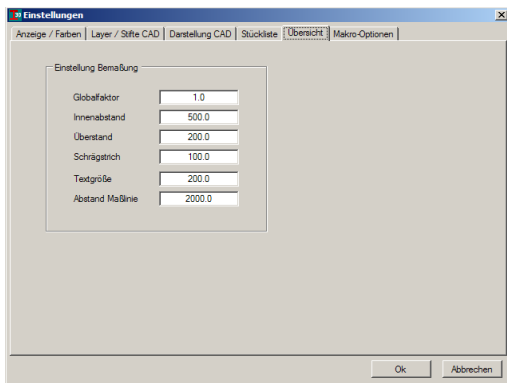 Einstellungen
Anzeige / Farben Layer / Stifte CAD Darstellung CAD Stückliste Übersicht Makro-Optionen
Einstellung Bemaßung
Globalfaktor 1.0
Innenabstand 500.0
Überstand 200.0
Schrägstrich 100.0
Textgröße 200.0
Abstand Maßlinie 2000.0
Ok Abbrechen